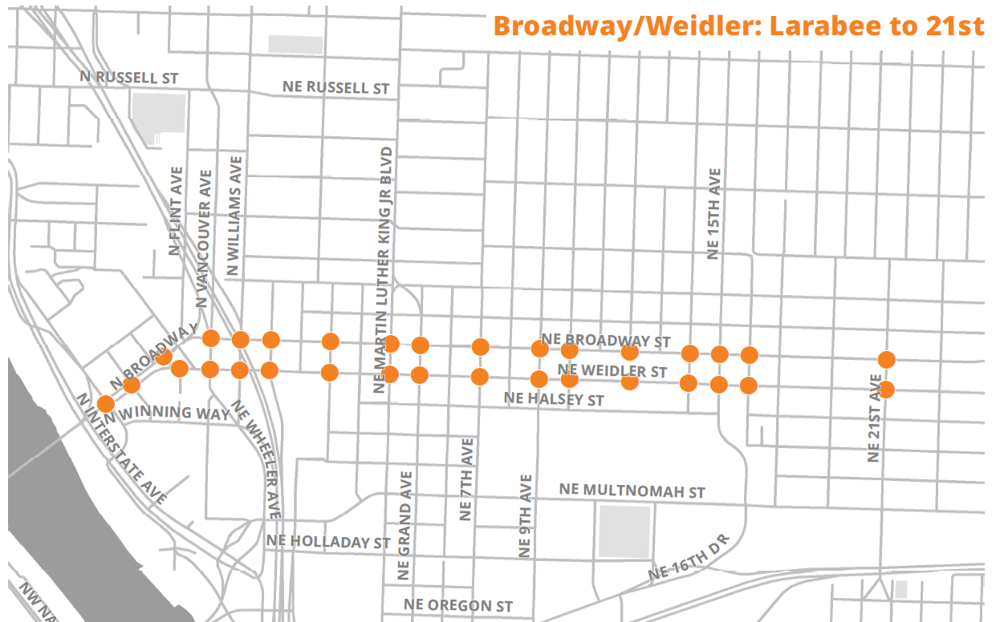 Broadway/Weidler: Larabee to 21st
N RUSSELL ST
NE RUSSELL ST
N FLINT AVE
N VANCOUVER AVE
N WILLIAMS AVE
NE MARTIN LUTHER KING JR BLVD
NE 15TH AVE
N BROADWAY
NE BROADWAY ST
NE WEIDLER ST
NE HALSEY ST
N WINNING WAY
N INTERSTATE AVE
NE WHEELER AVE
NE 21ST AVE
NE 7TH AVE
NE GRAND AVE
NE 9TH AVE
NE MULTNOMAH ST
NE HOLLADAY ST
NE 16TH DR
NE OREGON ST
NW NA